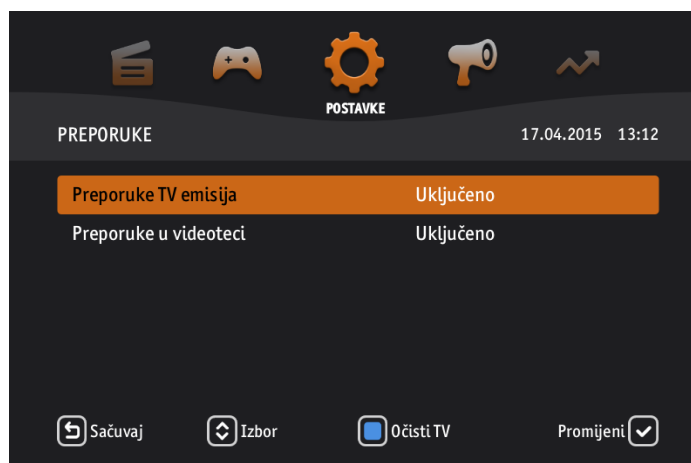 POSTAVKE
PREPORUKE 17.04.2015 13:12
Preporuke TV emisija Uključeno
Preporuke u videoteci Uključeno
Sačuvaj Izbor Očisti TV Promijeni